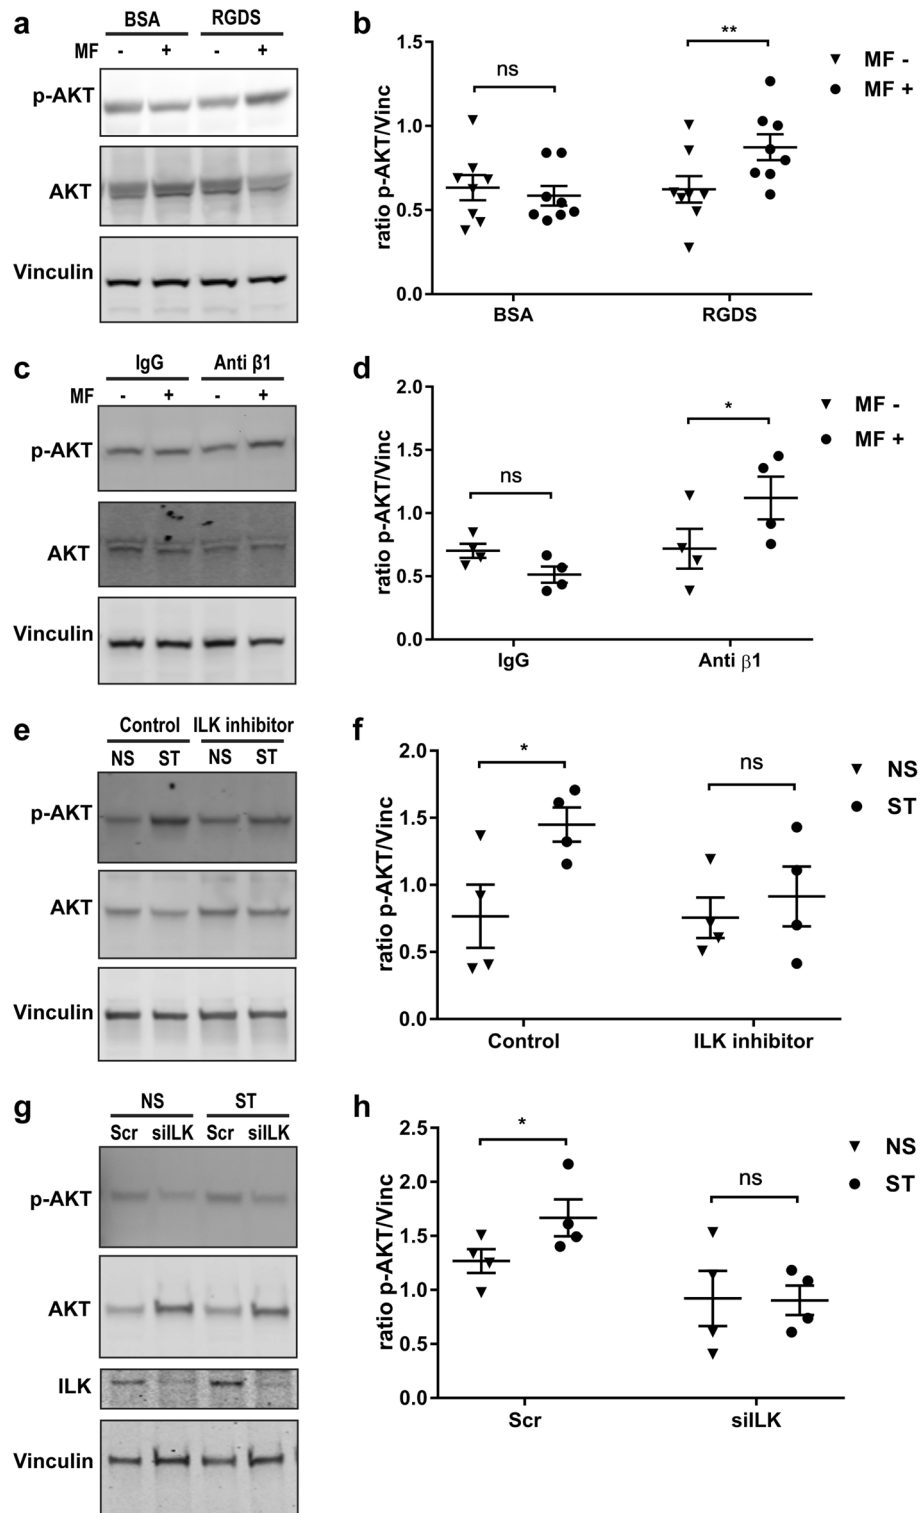 a
BSA RGDS
MF - + - +
p-AKT
AKT
Vinculin
b
ratio p-AKT/Vinc
1.5
1.0
0.5
0.0
ns
**
BSA RGDS
MF -
MF +
c
IgG Anti β1
MF - + - +
p-AKT
AKT
Vinculin
d
ratio p-AKT/Vinc
2.0
1.5
1.0
0.5
0.0
ns
*
IgG Anti β1
MF -
MF +
e
Control ILK inhibitor
NS ST NS ST
p-AKT
AKT
Vinculin
f
ratio p-AKT/Vinc
2.0
1.5
1.0
0.5
0.0
*
ns
Control ILK inhibitor
NS
ST
g
NS ST
Scr siILK Scr siILK
p-AKT
AKT
ILK
Vinculin
h
ratio p-AKT/Vinc
2.5
2.0
1.5
1.0
0.5
0.0
*
ns
Scr siILK
NS
ST